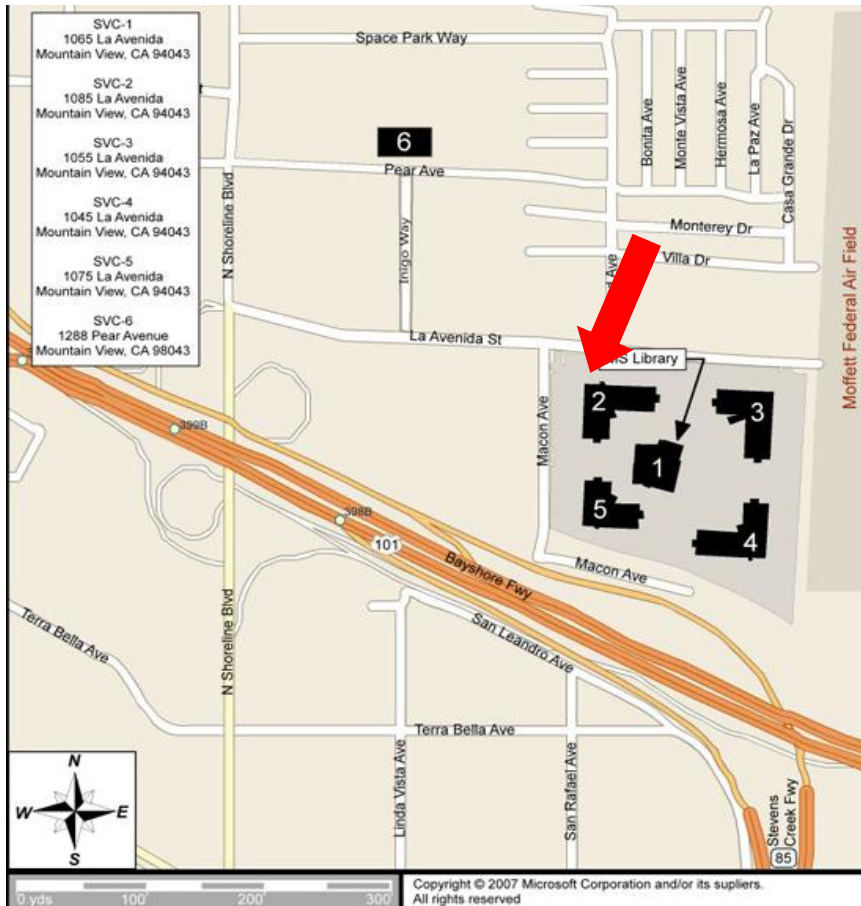 SVC-1
1065 La Avenida
Mountain View, CA 94043
SVC-2
1085 La Avenida
Mountain View, CA 94043
SVC-3
1055 La Avenida
Mountain View, CA 94043
SVC-4
1045 La Avenida
Mountain View, CA 94043
SVC-5
1075 La Avenida
Mountain View, CA 94043
SVC-6
1288 Pear Avenue
Mountain View, CA 98043
Space Park Way
6
Pear Ave
Bonita Ave
Monte Vista Ave
Hermosa Ave
La Paz Ave
Casa Grande Dr
N Shoreline Blvd
Inigo Way
Monterey Dr
Villa Dr
Ave
Moffett Federal Air Field
La Avenida St
Library
2
3
1
5
4
Macon Ave
Macon Ave
399B
398B
101
Bayshore Fwy
San Leandro Ave
Terra Bella Ave
N Shoreline Blvd
Terra Bella Ave
Linda Vista Ave
San Rafael Ave
Stevens
Creek Fwy
85
N
W E
S
0 yds 100 200 300
Copyright © 2007 Microsoft Corporation and/or its supliers.
All rights reserved